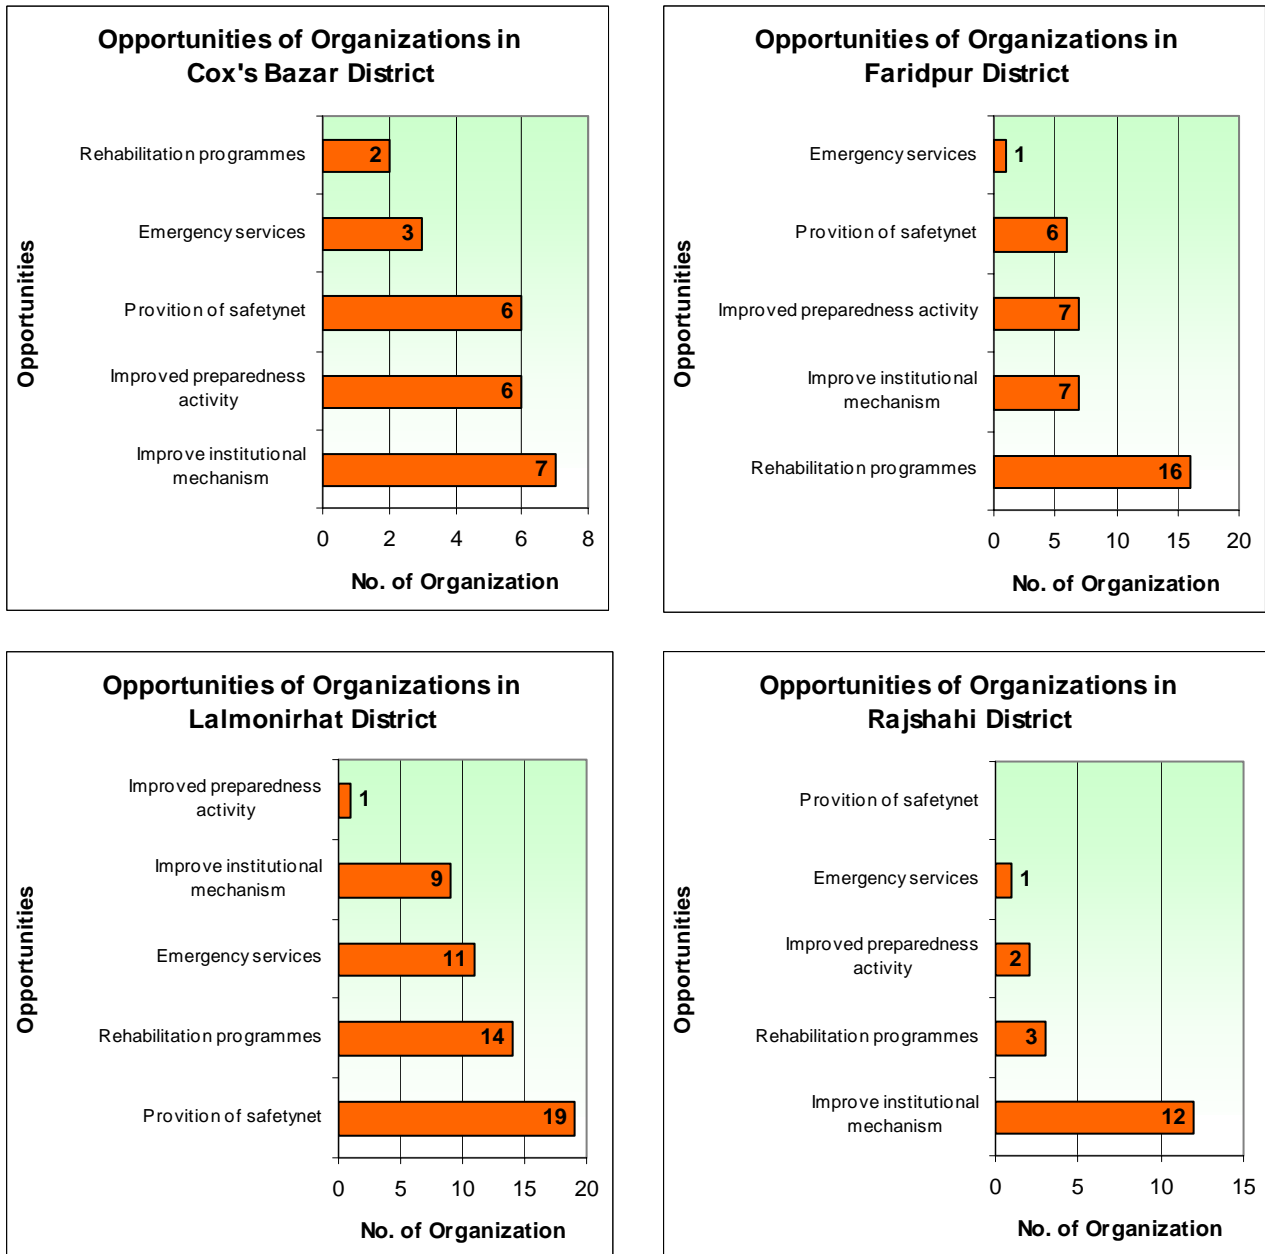 Opportunities of Organizations in
Cox's Bazar District
Opportunities
Rehabilitation programmes
2
Emergency services
3
Provition of safetynet
6
Improved preparedness
activity
6
Improve institutional
mechanism
7
0 2 4 6 8
No. of Organization
Opportunities of Organizations in
Faridpur District
Opportunities
Emergency services
1
Provition of safetynet
6
Improved preparedness activity
7
Improve institutional
mechanism
7
Rehabilitation programmes
16
0 5 10 15 20
No. of Organization
Opportunities of Organizations in
Lalmonirhat District
Opportunities
Improved preparedness
activity
1
Improve institutional
mechanism
9
Emergency services
11
Rehabilitation programmes
14
Provition of safetynet
19
0 5 10 15 20
No. of Organization
Opportunities of Organizations in
Rajshahi District
Opportunities
Provition of safetynet
Emergency services
1
Improved preparedness
activity
2
Rehabilitation programmes
3
Improve institutional
mechanism
12
0 5 10 15
No. of Organization